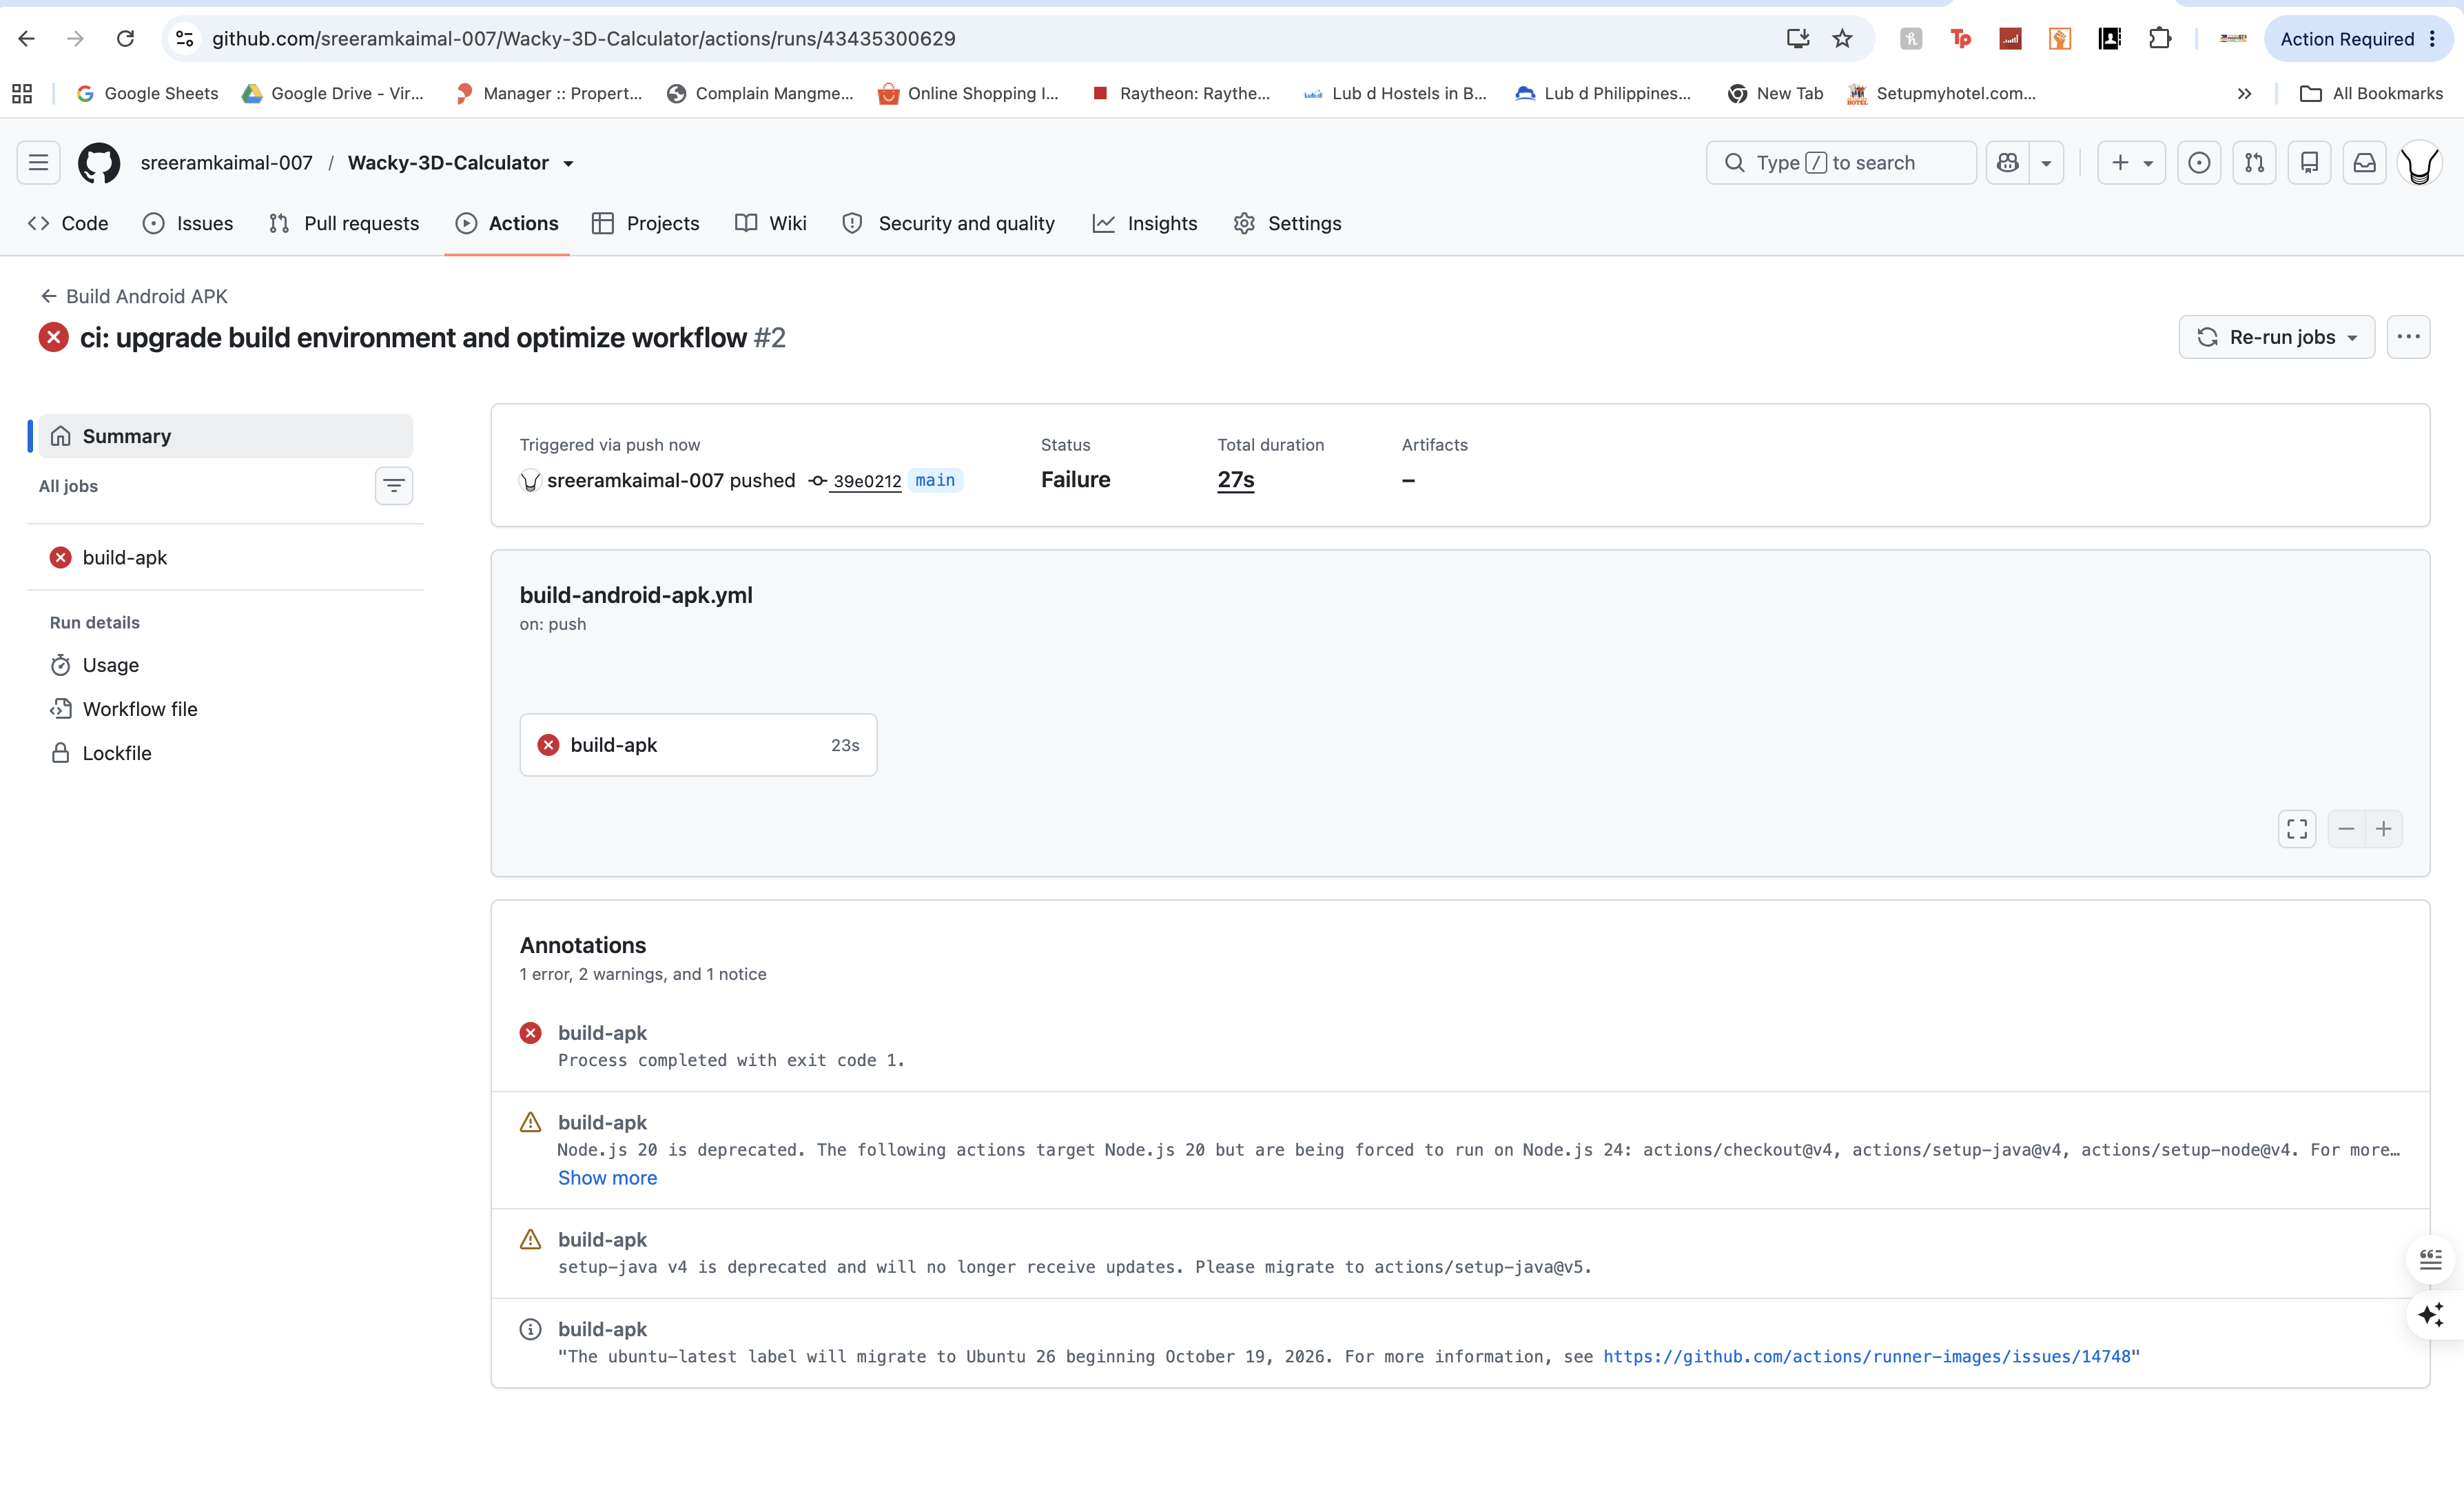 github.com/sreeramkaimal-007/Wacky-3D-Calculator/actions/runs/43435300629
Action Required
Google Sheets
Google Drive - Vir...
Manager :: Propert...
Complain Mangme...
Online Shopping I...
Raytheon: Raythe...
Lub d Hostels in B...
Lub d Philippines...
New Tab
Setupmyhotel.com...
All Bookmarks
sreeramkaimal-007 / Wacky-3D-Calculator
Type / to search
Code
Issues
Pull requests
Actions
Projects
Wiki
Security and quality
Insights
Settings
Build Android APK
ci: upgrade build environment and optimize workflow #2
Re-run jobs
Summary
All jobs
build-apk
Run details
Usage
Workflow file
Lockfile
Triggered via push now
sreeramkaimal-007 pushed 39e0212 main
Status
Failure
Total duration
27s
Artifacts
–
build-android-apk.yml
on: push
build-apk 23s
Annotations
1 error, 2 warnings, and 1 notice
build-apk
Process completed with exit code 1.
build-apk
Node.js 20 is deprecated. The following actions target Node.js 20 but are being forced to run on Node.js 24: actions/checkout@v4, actions/setup-java@v4, actions/setup-node@v4. For more…
Show more
build-apk
setup-java v4 is deprecated and will no longer receive updates. Please migrate to actions/setup-java@v5.
build-apk
"The ubuntu-latest label will migrate to Ubuntu 26 beginning October 19, 2026. For more information, see https://github.com/actions/runner-images/issues/14748"